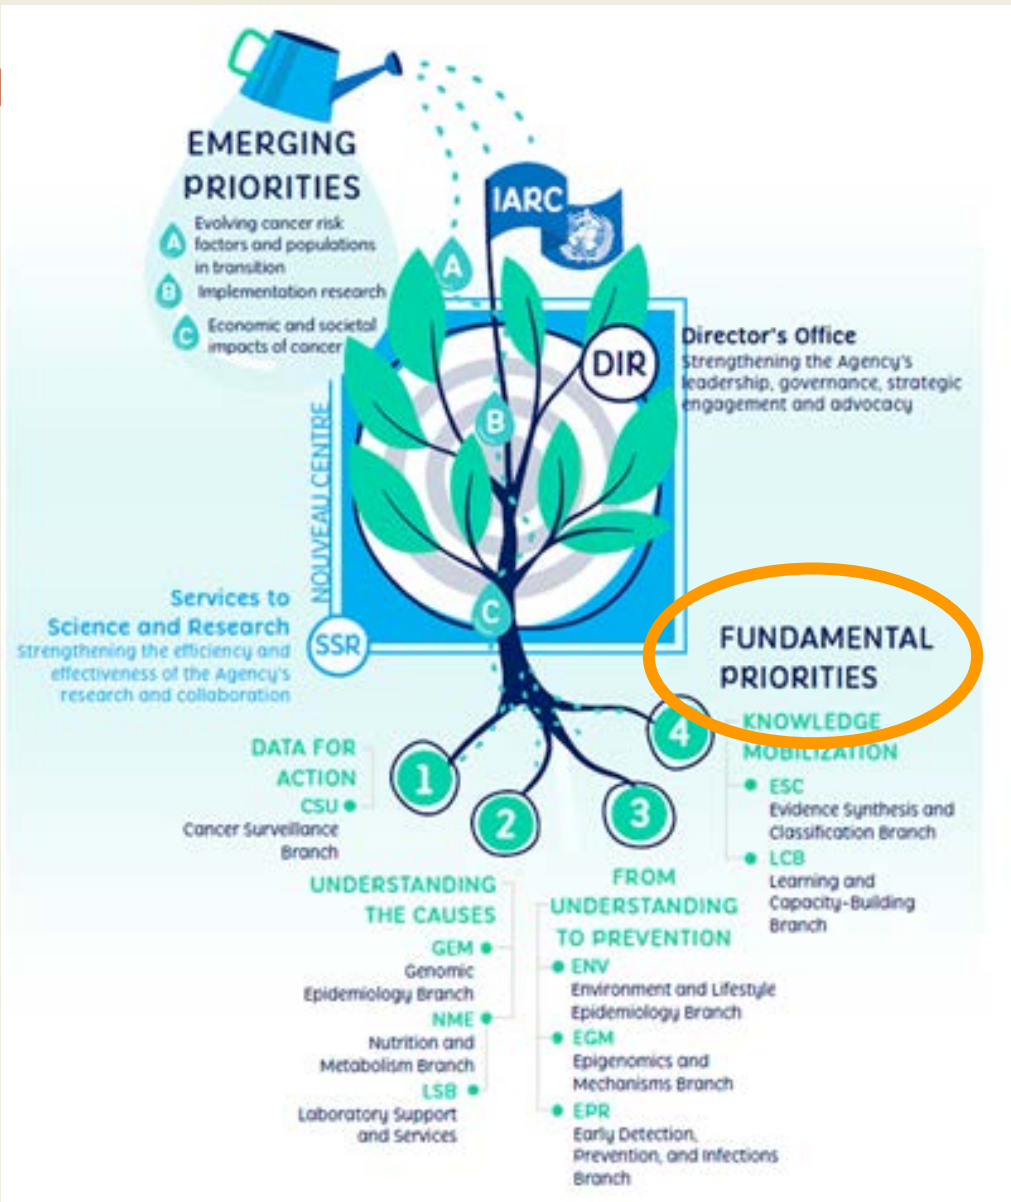 EMERGING
PRIORITIES
A
Evolving cancer risk
factors and populations
in transition
B
Implementation research
C
Economic and societal
impacts of cancer
IARC
A
DIR
Director's Office
Strengthening the Agency's
leadership, governance, strategic
engagement and advocacy
B
NOUVEAU CENTRE
C
Services to
Science and Research
Strengthening the efficiency and
effectiveness of the Agency's
research and collaboration
SSR
FUNDAMENTAL
PRIORITIES
1
DATA FOR
ACTION
CSU
Cancer Surveillance
Branch
2
UNDERSTANDING
THE CAUSES
GEM
Genomic
Epidemiology Branch
NME
Nutrition and
Metabolism Branch
LSB
Laboratory Support
and Services
3
FROM
UNDERSTANDING
TO PREVENTION
ENV
Environment and Lifestyle
Epidemiology Branch
EGM
Epigenomics and
Mechanisms Branch
EPR
Early Detection,
Prevention, and Infections
Branch
4
KNOWLEDGE
MOBILIZATION
ESC
Evidence Synthesis and
Classification Branch
LCB
Learning and
Capacity-Building
Branch